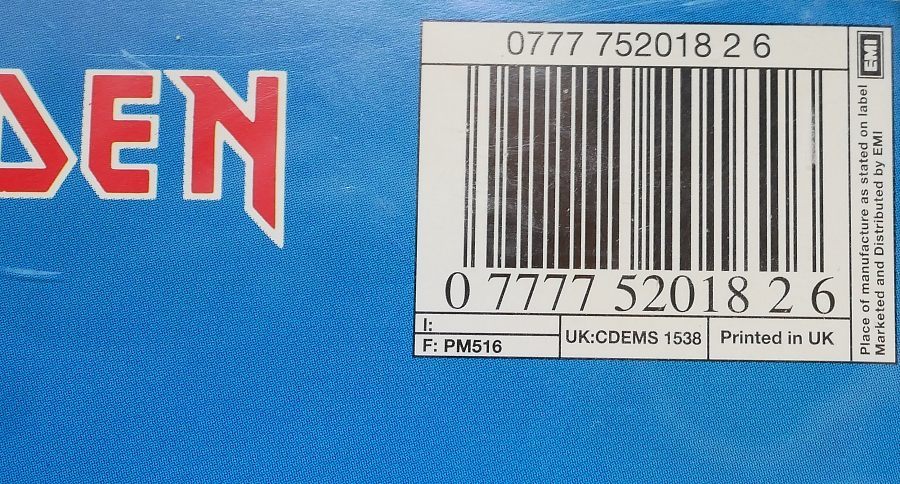 DEN
0777 752018 2 6
0 7777 52018 2 6
I:
F: PM516
UK:CDEMS 1538
Printed in UK
EMI
Place of manufacture as stated on label
Marketed and Distributed by EMI